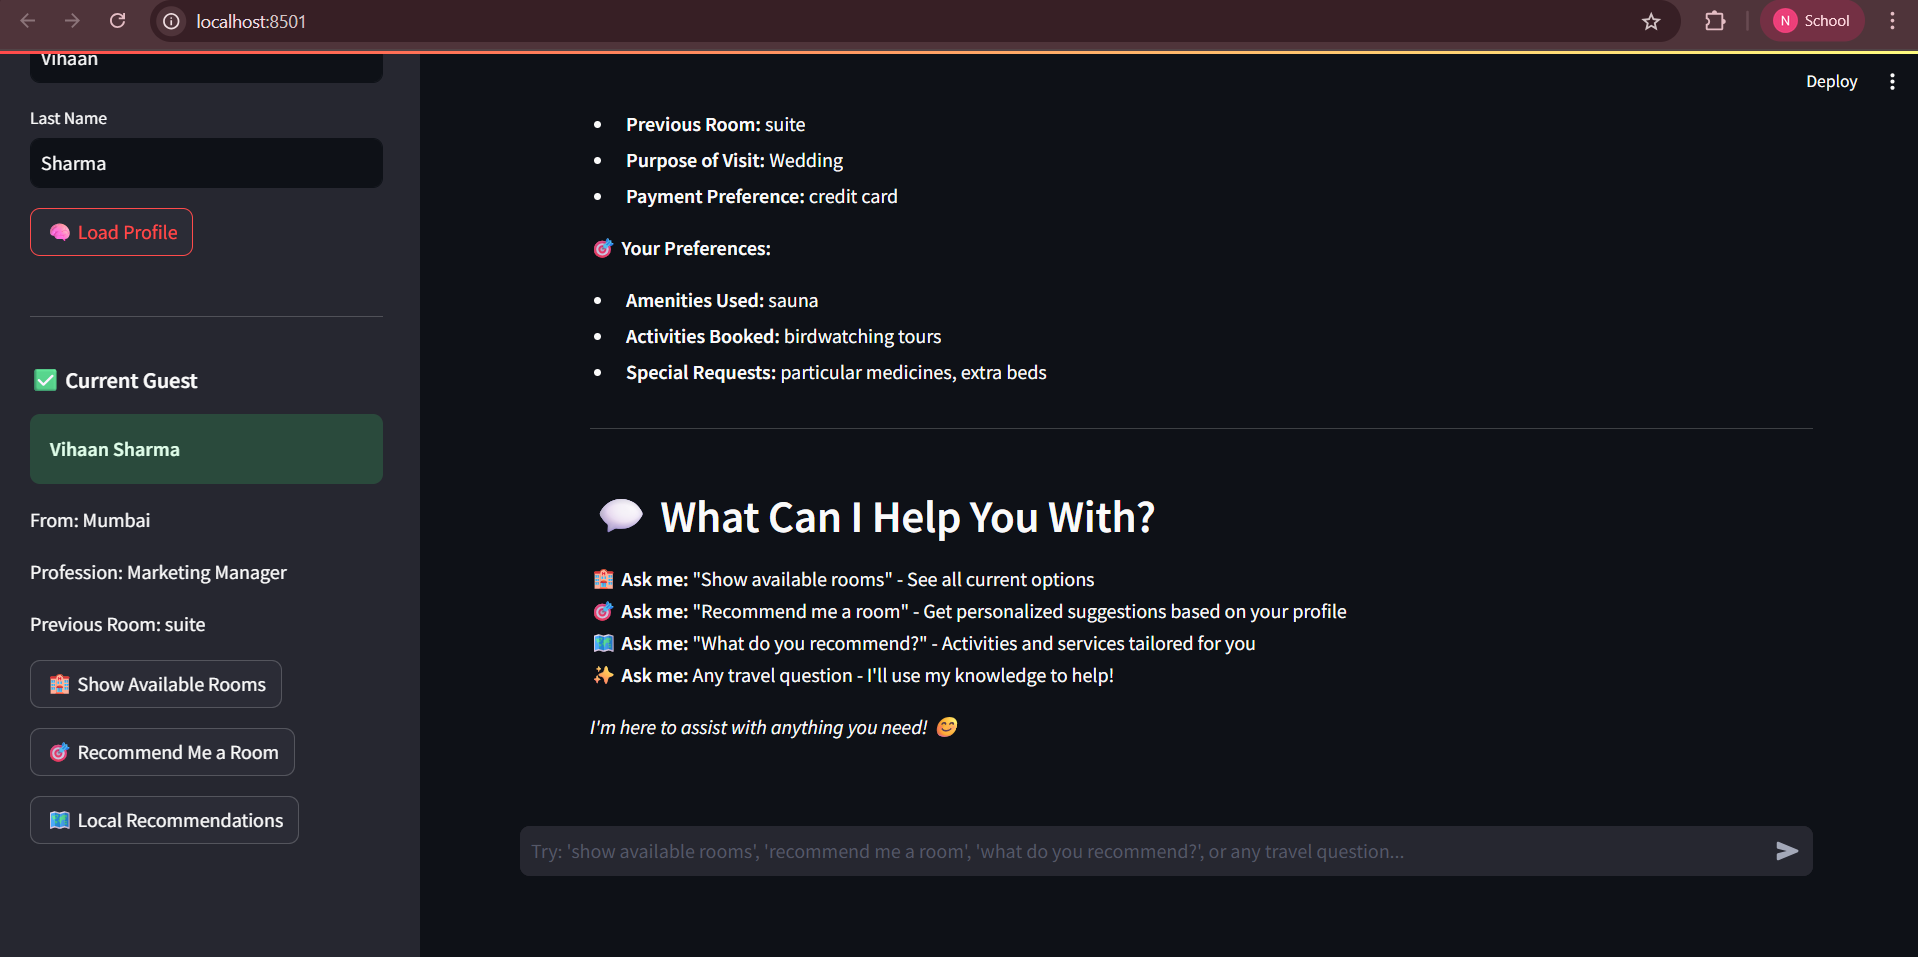 localhost:8501
N School
Vihaan
Last Name
Sharma
🧠 Load Profile
✅ Current Guest
Vihaan Sharma
From: Mumbai
Profession: Marketing Manager
Previous Room: suite
🏨 Show Available Rooms
🎯 Recommend Me a Room
🗺️ Local Recommendations
Deploy
• Previous Room: suite
• Purpose of Visit: Wedding
• Payment Preference: credit card
🎯 Your Preferences:
• Amenities Used: sauna
• Activities Booked: birdwatching tours
• Special Requests: particular medicines, extra beds
💬 What Can I Help You With?
🏨 Ask me: "Show available rooms" - See all current options
🎯 Ask me: "Recommend me a room" - Get personalized suggestions based on your profile
🗺️ Ask me: "What do you recommend?" - Activities and services tailored for you
✨ Ask me: Any travel question - I'll use my knowledge to help!
I'm here to assist with anything you need! 😊
Try: 'show available rooms', 'recommend me a room', 'what do you recommend?', or any travel question...